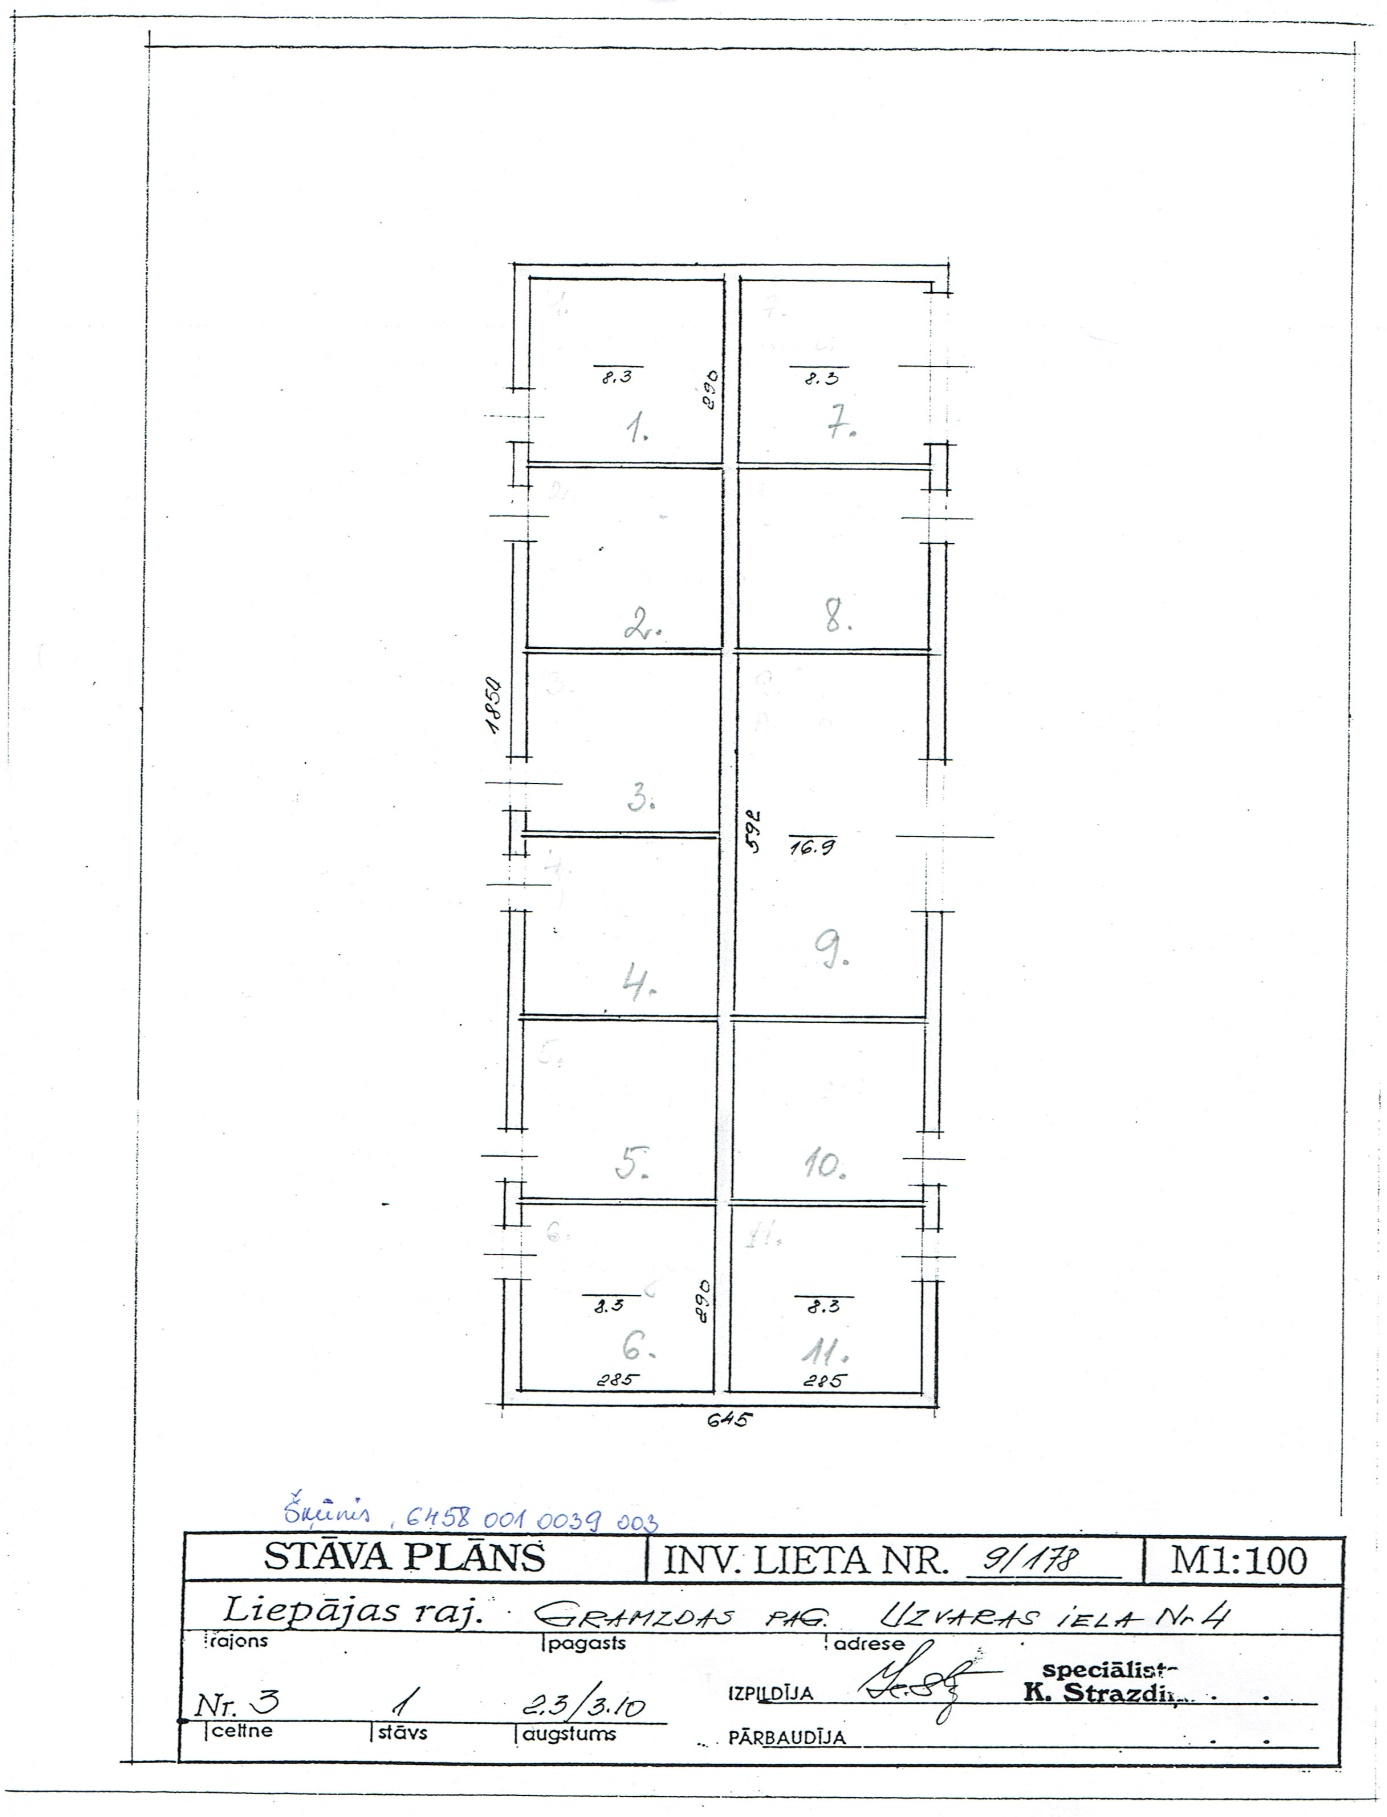 8.3
290
8.3
1.
7.
2.
8.
1850
3.
592
16.9
9.
4.
5.
10.
8.3
290
8.3
6.
11.
285
285
645
Šķūnis, 6458 001 0039 003
STĀVA PLĀNS INV. LIETA NR. 9/178 M1:100
Liepājas raj. GRAMZDAS PAG. UZVARAS IELA Nr 4
rajons pagasts adrese
speciālist
IZPILDĪJA K. Strazdiņ
Nr. 3 1 2.3/3.10
celtne stāvs augstums
PĀRBAUDĪJA